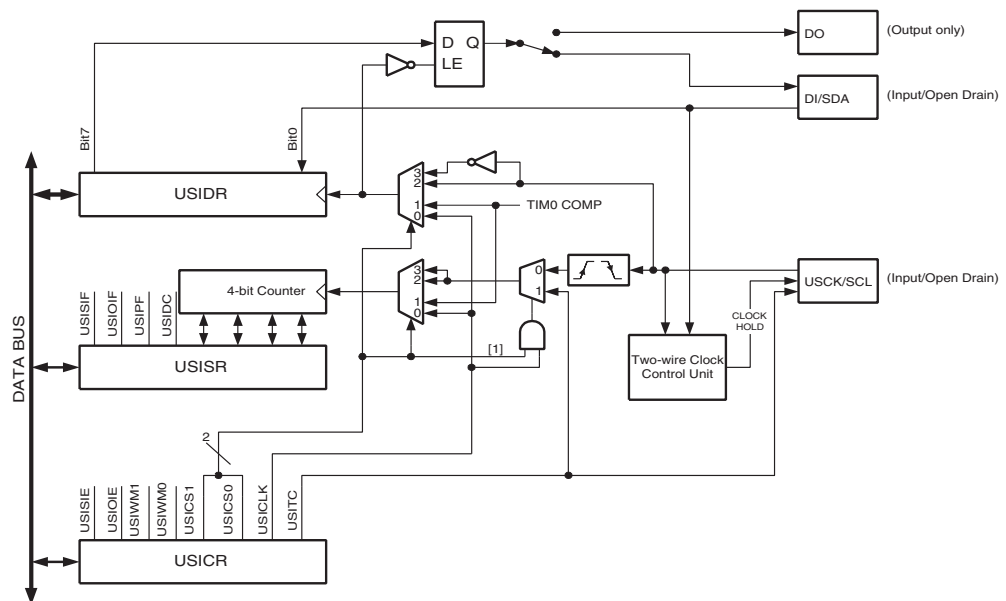 DO
(Output only)
D Q
LE
DI/SDA
(Input/Open Drain)
Bit7
Bit0
3
2
1
0
TIM0 COMP
USIDR
DATA BUS
4-bit Counter
3
2
1
0
0
1
USCK/SCL
(Input/Open Drain)
CLOCK
HOLD
USISIF
USIOIF
USIPF
USIDC
[1]
USISR
Two-wire Clock
Control Unit
2
USISIE
USIOIE
USIWM1
USIWM0
USICS1
USICS0
USICLK
USITC
USICR